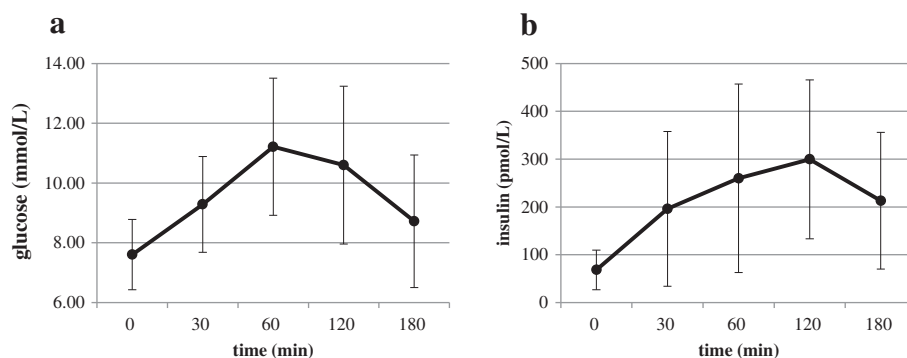 a
14.00
12.00
10.00
8.00
6.00
glucose (mmol/L)
0 30 60 120 180
time (min)
b
500
400
300
200
100
0
insulin (pmol/L)
0 30 60 120 180
time (min)